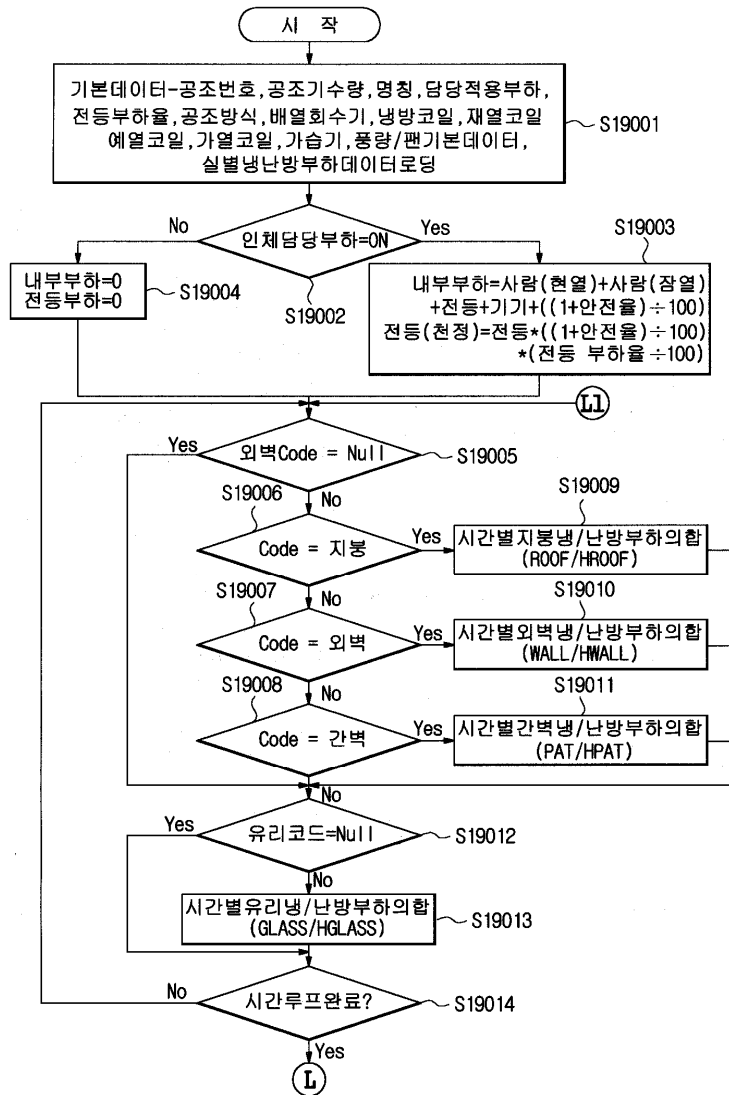 시 작
기본데이터-공조번호,공조기수량,명칭,담당적용부하,
전등부하율,공조방식,배열회수기,냉방코일,재열코일
예열코일,가열코일,가습기,풍량/팬기본데이터,
실별냉난방부하데이터로딩
S19001
No
인체담당부하=ON
Yes
S19002
S19003
내부부하=0
전등부하=0
S19004
내부부하=사람(현열)+사람(잠열)
+전등+기기+((1+안전율)÷100)
전등(천정)=전등*((1+안전율)÷100)
*(전등 부하율÷100)
L1
Yes
외벽Code = Null
S19005
No
S19006
Code = 지붕
Yes
S19009
시간별지붕냉/난방부하의합
(ROOF/HROOF)
No
S19007
Code = 외벽
Yes
S19010
시간별외벽냉/난방부하의합
(WALL/HWALL)
No
S19008
Code = 간벽
Yes
S19011
시간별간벽냉/난방부하의합
(PAT/HPAT)
No
Yes
유리코드=Null
S19012
No
시간별유리냉/난방부하의합
(GLASS/HGLASS)
S19013
No
시간루프완료?
S19014
Yes
L